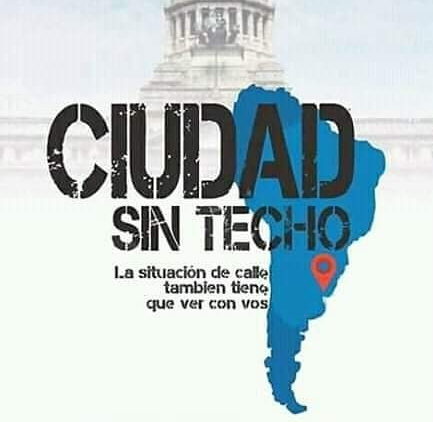 CIUDAD
SIN TECHO
La situación de calle
tambien tiene
que ver con vos